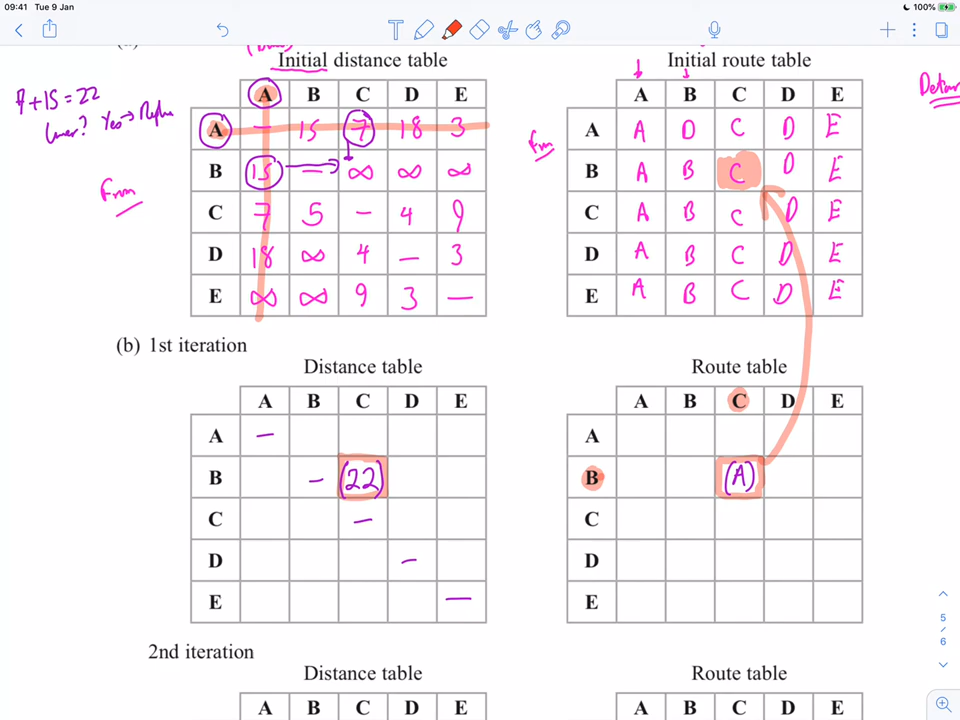 09:41 Tue 9 Jan
100%
Initial distance table
Initial route table
A B C D E
A B C D E
7+15=22
Lower? Yes→
A – 15 7 18 3
A A D C D E
B 15 – ∞ ∞ ∞
B A B C D E
From
C 7 5 – 4 9
C A B C D E
D 18 ∞ 4 – 3
D A B C D E
E ∞ ∞ 9 3 –
E A B C D E
(b) 1st iteration
Distance table
Route table
A B C D E
A B C D E
A –
A
B – (22)
B (A)
C –
C
D –
D
E –
E
5
/
6
2nd iteration
Distance table
Route table
A B C D E
A B C D E